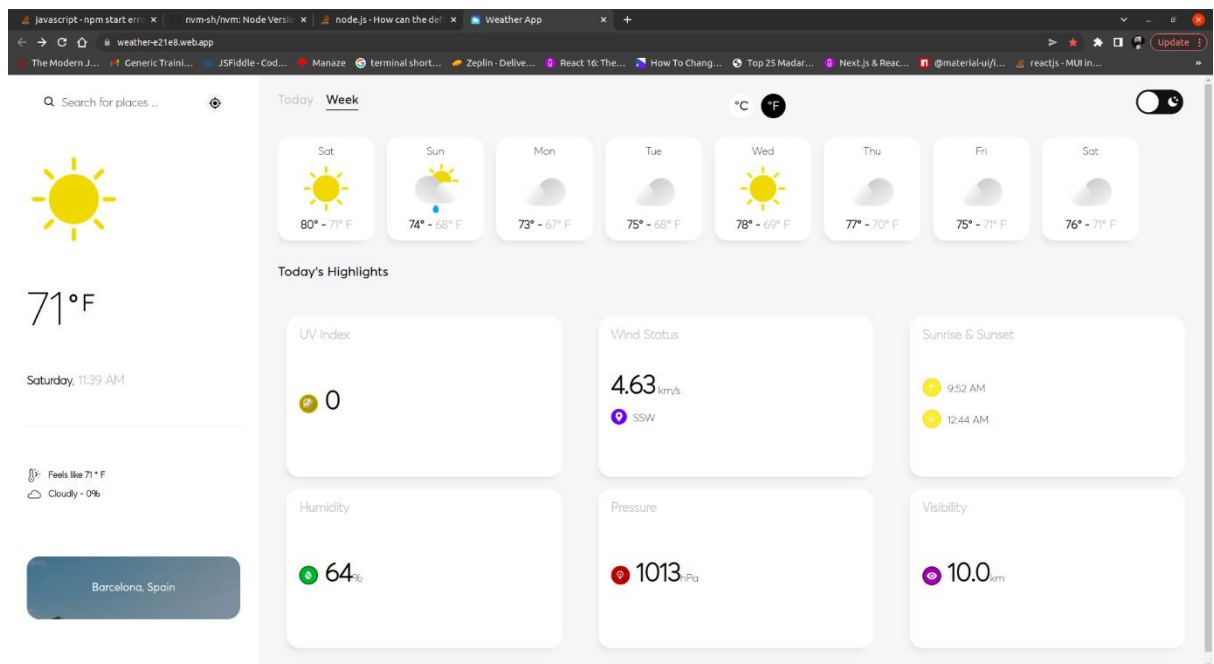 javascript - npm start erro
nvm-sh/nvm: Node Versio
node.js - How can the def
Weather App
weather-e21e8.web.app
Update
The Modern J...
Generic Traini...
JSFiddle - Cod...
Manaze
terminal short...
Zeplin - Delive...
React 16: The...
How To Chang...
Top 25 Madar...
Next.js & Reac...
@material-ui/i...
reactjs - MUI in...
»
Search for places ...
Today Week
°C °F
Sat Sun Mon Tue Wed Thu Fri Sat
80° - 71° F 74° - 68° F 73° - 67° F 75° - 68° F 78° - 69° F 77° - 70° F 75° - 71° F 76° - 71° F
Today's Highlights
71°F
Saturday, 11:39 AM
Feels like 71 ° F
Cloudly - 0%
Barcelona, Spain
UV Index
0
Wind Status
4.63 km/s
SSW
Sunrise & Sunset
9:52 AM
12:44 AM
Humidity
64%
Pressure
1013 hPa
Visibility
10.0 km